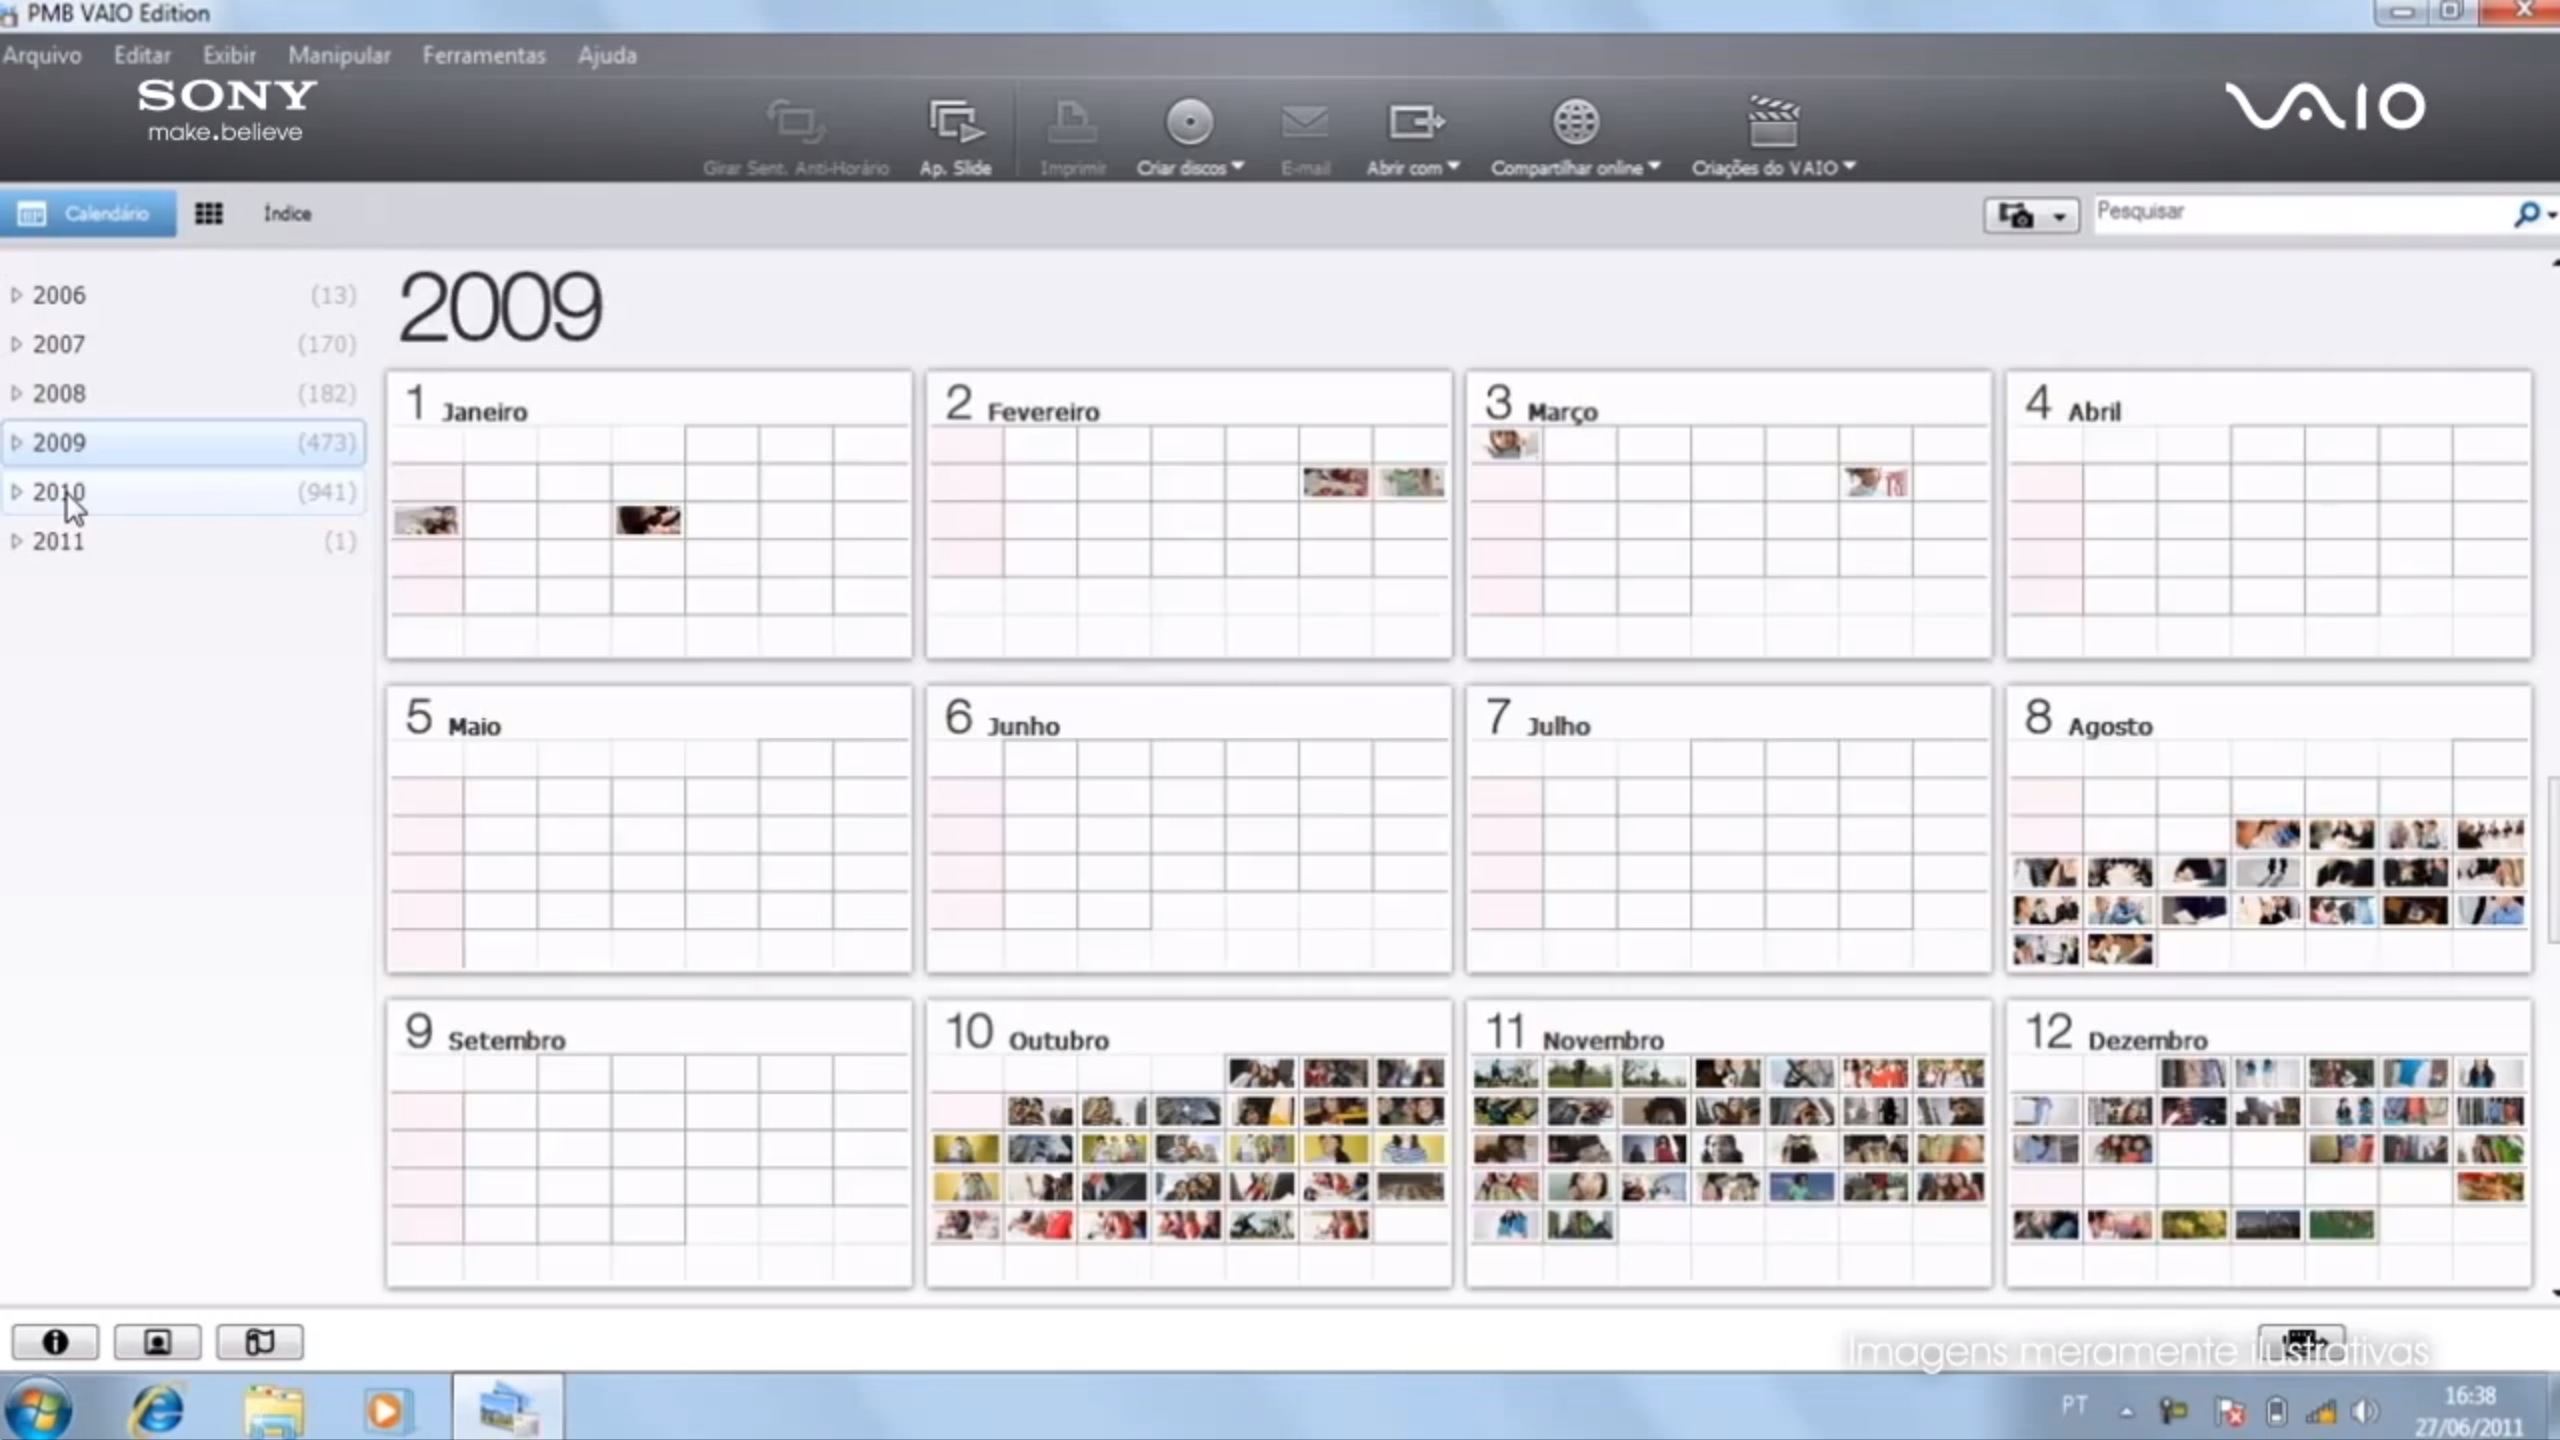 PMB VAIO Edition
Arquivo Editar Exibir Manipular Ferramentas Ajuda
SONY
make.believe
VAIO
Girar Sent. Anti-Horário Ap. Slide Imprimir Criar discos E-mail Abrir com Compartilhar online Criações do VAIO
Calendário Índice Pesquisar
2006 (13)
2007 (170)
2008 (182)
2009 (473)
2010 (941)
2011 (1)
2009
1 Janeiro
2 Fevereiro
3 Março
4 Abril
5 Maio
6 Junho
7 Julho
8 Agosto
9 Setembro
10 Outubro
11 Novembro
12 Dezembro
Imagens meramente ilustrativas
PT
16:38
27/06/2011